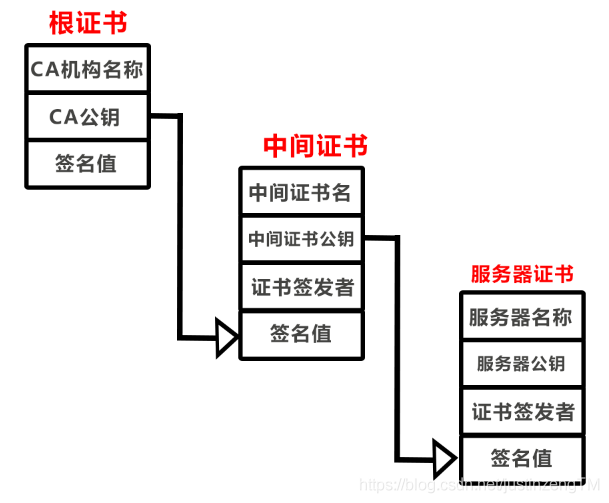 根证书
CA机构名称
CA公钥
签名值
中间证书
中间证书名
中间证书公钥
证书签发者
签名值
服务器证书
服务器名称
服务器公钥
证书签发者
签名值
https://blog.csdn.net/justinzengTM